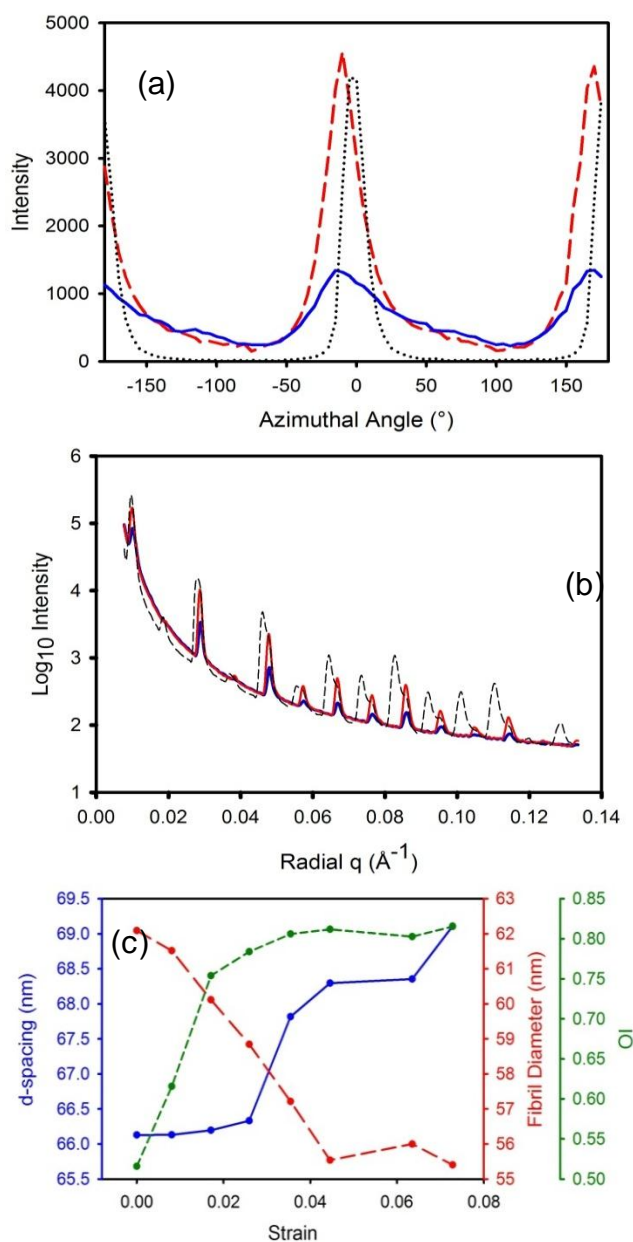 (a)
5000
4000
3000
2000
1000
0
Intensity
-150 -100 -50 0 50 100 150
Azimuthal Angle (°)
(b)
6
5
4
3
2
1
Log10 Intensity
0.00 0.02 0.04 0.06 0.08 0.10 0.12 0.14
Radial q (Å-1)
(c)
69.5
69.0
68.5
68.0
67.5
67.0
66.5
66.0
65.5
d-spacing (nm)
63
62
61
60
59
58
57
56
55
Fibril Diameter (nm)
0.85
0.80
0.75
0.70
0.65
0.60
0.55
0.50
OI
0.00 0.02 0.04 0.06 0.08
Strain